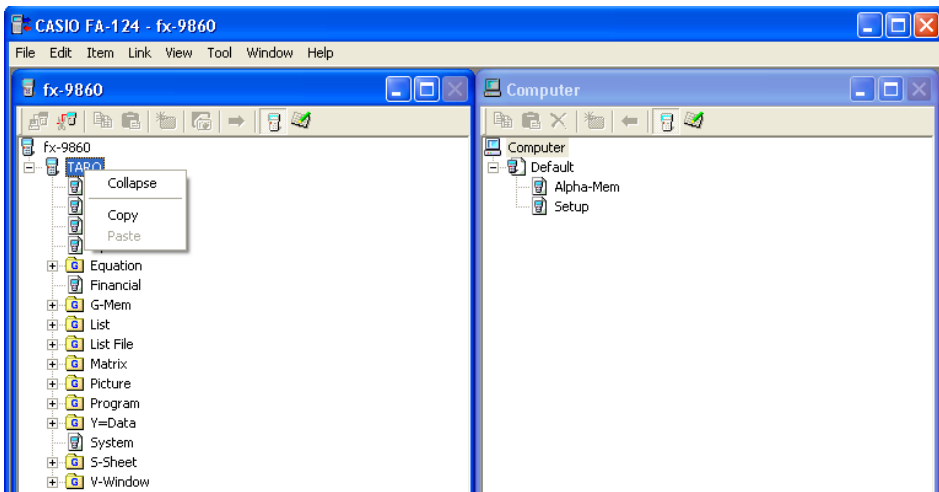 CASIO FA-124 - fx-9860
File Edit Item Link View Tool Window Help
fx-9860
fx-9860
TARO
Collapse
Copy
Paste
Equation
Financial
G-Mem
List
List File
Matrix
Picture
Program
Y=Data
System
S-Sheet
V-Window
Computer
Computer
Default
Alpha-Mem
Setup